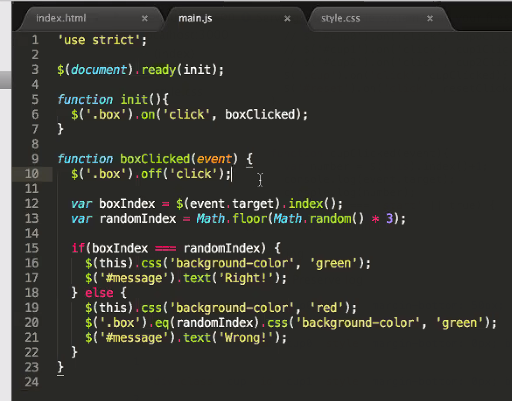 index.html × main.js × style.css ×
1 'use strict';
2
3 $(document).ready(init);
4
5 function init(){
6 $('.box').on('click', boxClicked);
7 }
8
9 function boxClicked(event) {
10 $('.box').off('click');
11
12 var boxIndex = $(event.target).index();
13 var randomIndex = Math.floor(Math.random() * 3);
14
15 if(boxIndex === randomIndex) {
16 $(this).css('background-color', 'green');
17 $('#message').text('Right!');
18 } else {
19 $(this).css('background-color', 'red');
20 $('.box').eq(randomIndex).css('background-color', 'green');
21 $('#message').text('Wrong!');
22 }
23 }
24